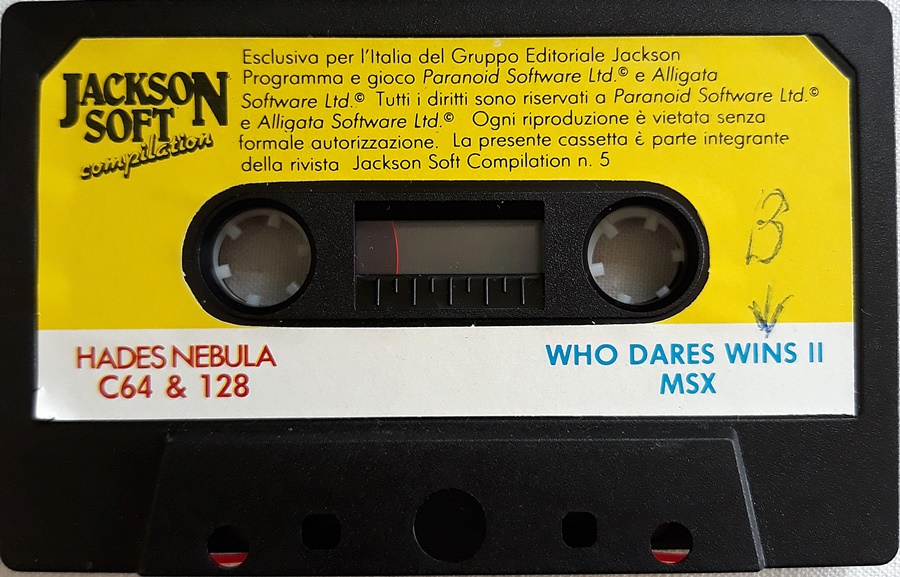 JACKSON
SOFT
compilation
Esclusiva per l'Italia del Gruppo Editoriale Jackson
Programma e gioco Paranoid Software Ltd.© e Alligata
Software Ltd.© Tutti i diritti sono riservati a Paranoid Software Ltd.©
e Alligata Software Ltd.© Ogni riproduzione è vietata senza
formale autorizzazione. La presente cassetta è parte integrante
della rivista Jackson Soft Compilation n. 5
B
HADES NEBULA
C64 & 128
WHO DARES WINS II
MSX